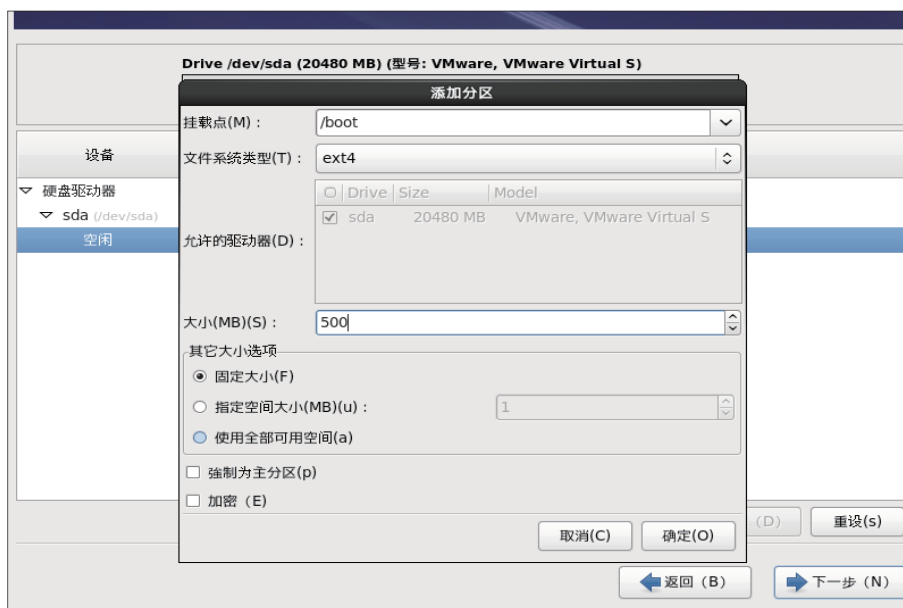 Drive /dev/sda (20480 MB) (型号: VMware, VMware Virtual S)
添加分区
挂载点(M)： /boot
设备
文件系统类型(T)： ext4
Drive Size Model
硬盘驱动器
sda (/dev/sda)
sda 20480 MB VMware, VMware Virtual S
空闲
允许的驱动器(D)：
大小(MB)(S)： 500
其它大小选项
固定大小(F)
指定空间大小(MB)(u)： 1
使用全部可用空间(a)
強制为主分区(p)
加密（E)
(D) 重设(s)
取消(C) 确定(O)
返回（B） 下一步（N）